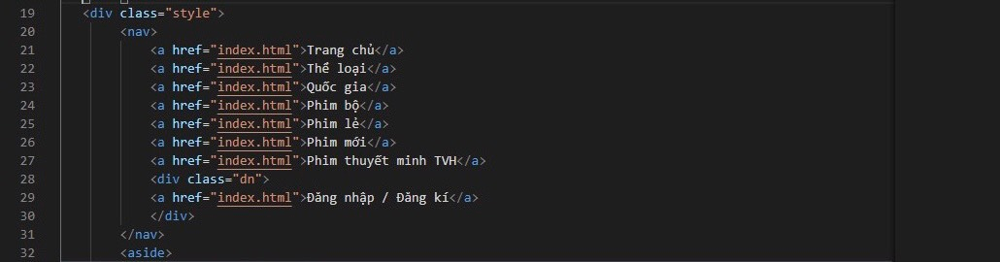 19 <div class="style">
20 <nav>
21 <a href="index.html">Trang chủ</a>
22 <a href="index.html">Thể loại</a>
23 <a href="index.html">Quốc gia</a>
24 <a href="index.html">Phim bộ</a>
25 <a href="index.html">Phim lẻ</a>
26 <a href="index.html">Phim mới</a>
27 <a href="index.html">Phim thuyết minh TVH</a>
28 <div class="dn">
29 <a href="index.html">Đăng nhập / Đăng kí</a>
30 </div>
31 </nav>
32 <aside>